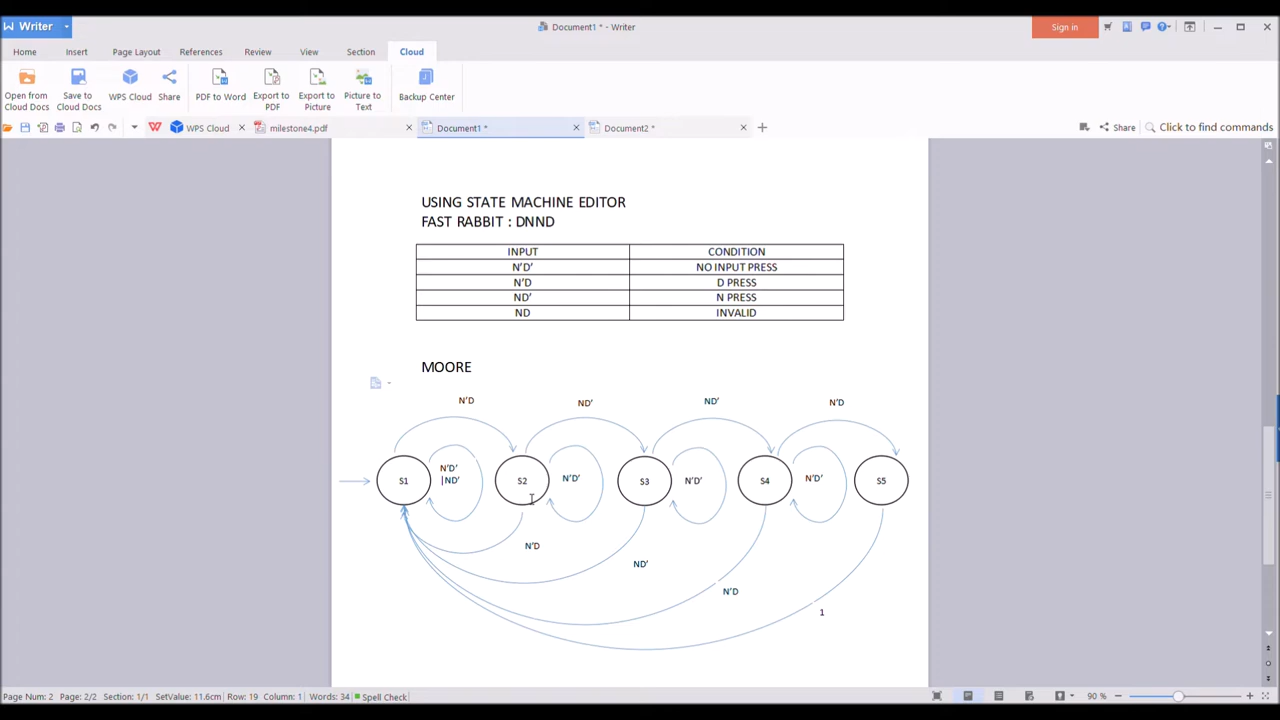 Writer
Document1 * - Writer
Sign in
Home Insert Page Layout References Review View Section Cloud
Open from Cloud Docs
Save to Cloud Docs
WPS Cloud
Share
PDF to Word
Export to PDF
Export to Picture
Picture to Text
Backup Center
WPS Cloud
milestone4.pdf
Document1 *
Document2 *
Share
Click to find commands
USING STATE MACHINE EDITOR
FAST RABBIT : DNND
INPUT CONDITION
N'D' NO INPUT PRESS
N'D D PRESS
ND' N PRESS
ND INVALID
MOORE
N'D ND' ND' N'D
N'D'
|ND'
N'D' N'D' N'D'
S1 S2 S3 S4 S5
N'D
ND'
N'D
1
Page Num: 2 Page: 2/2 Section: 1/1 SetValue: 11.6cm Row: 19 Column: 1 Words: 34 Spell Check
90 %